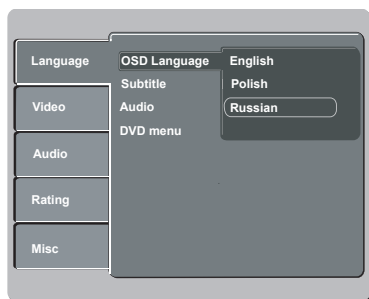 Language
Video
Audio
Rating
Misc
OSD Language
Subtitle
Audio
DVD menu
English
Polish
Russian